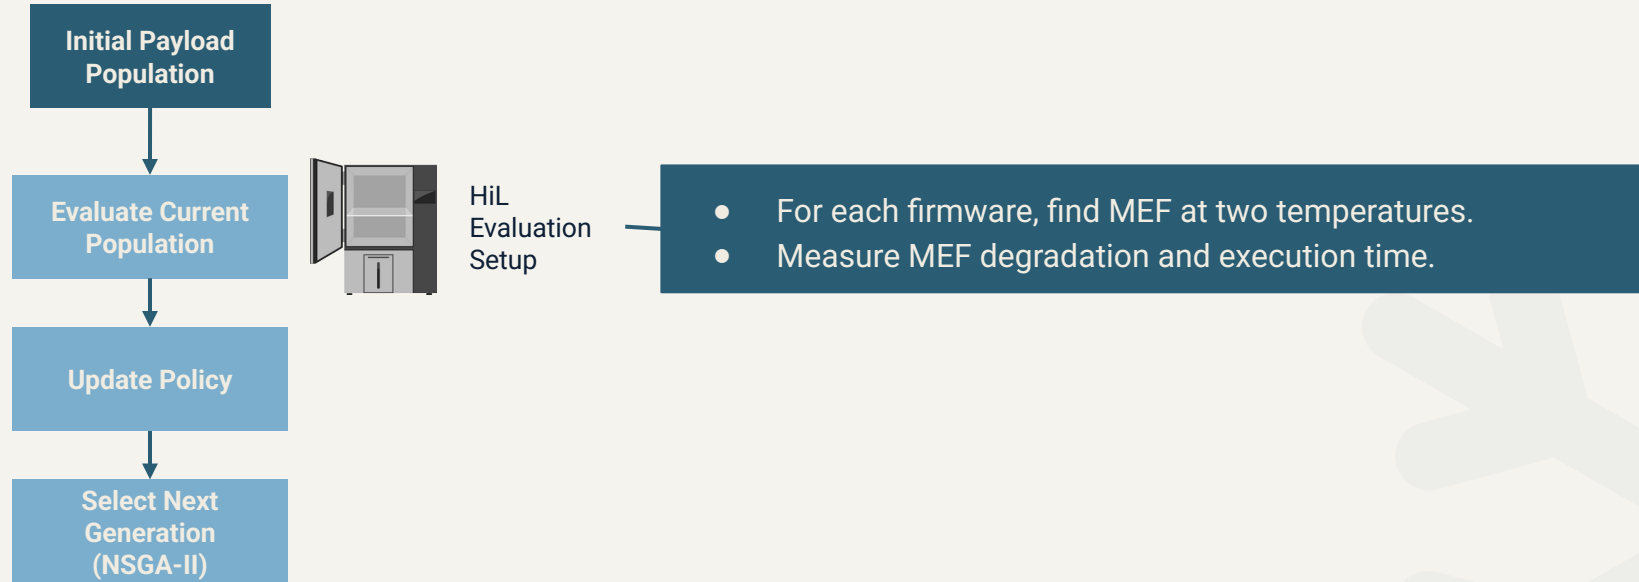 Initial Payload
Population
Evaluate Current
Population
HiL
Evaluation
Setup
● For each firmware, find MEF at two temperatures.
● Measure MEF degradation and execution time.
Update Policy
Select Next
Generation
(NSGA-II)